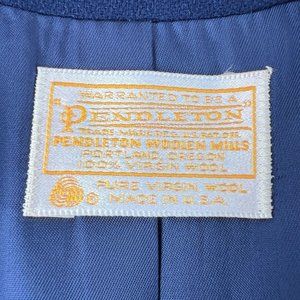 WARRANTED TO BE A
"PENDLETON"
TRADE MARK REG. U.S. PAT. OFF.
PENDLETON WOOLEN MILLS
PORTLAND, OREGON
100% VIRGIN WOOL
PURE VIRGIN WOOL
® MADE IN U.S.A.